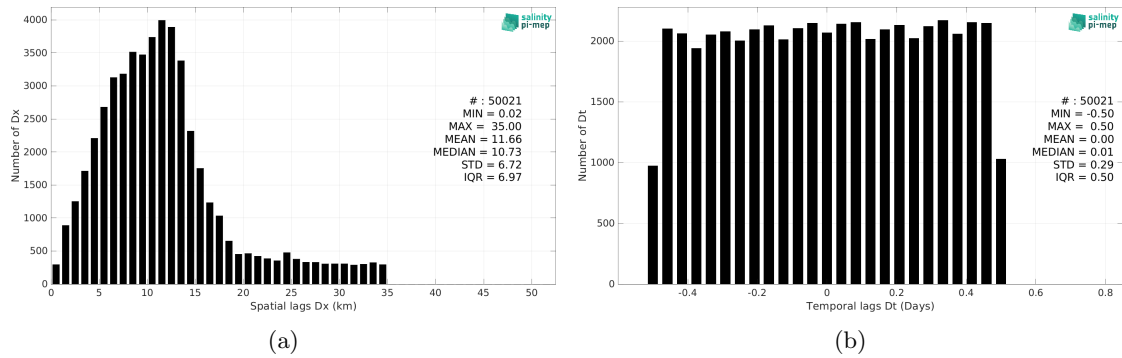 4000
3500
3000
2500
2000
1500
1000
500
0
Number of Dx
salinity
pi-mep
# : 50021
MIN = 0.02
MAX = 35.00
MEAN = 11.66
MEDIAN = 10.73
STD = 6.72
IQR = 6.97
0 5 10 15 20 25 30 35 40 45 50
Spatial lags Dx (km)
(a)
2000
1500
1000
500
0
Number of Dt
salinity
pi-mep
# : 50021
MIN = -0.50
MAX = 0.50
MEAN = 0.00
MEDIAN = 0.01
STD = 0.29
IQR = 0.50
-0.4 -0.2 0 0.2 0.4 0.6 0.8
Temporal lags Dt (Days)
(b)